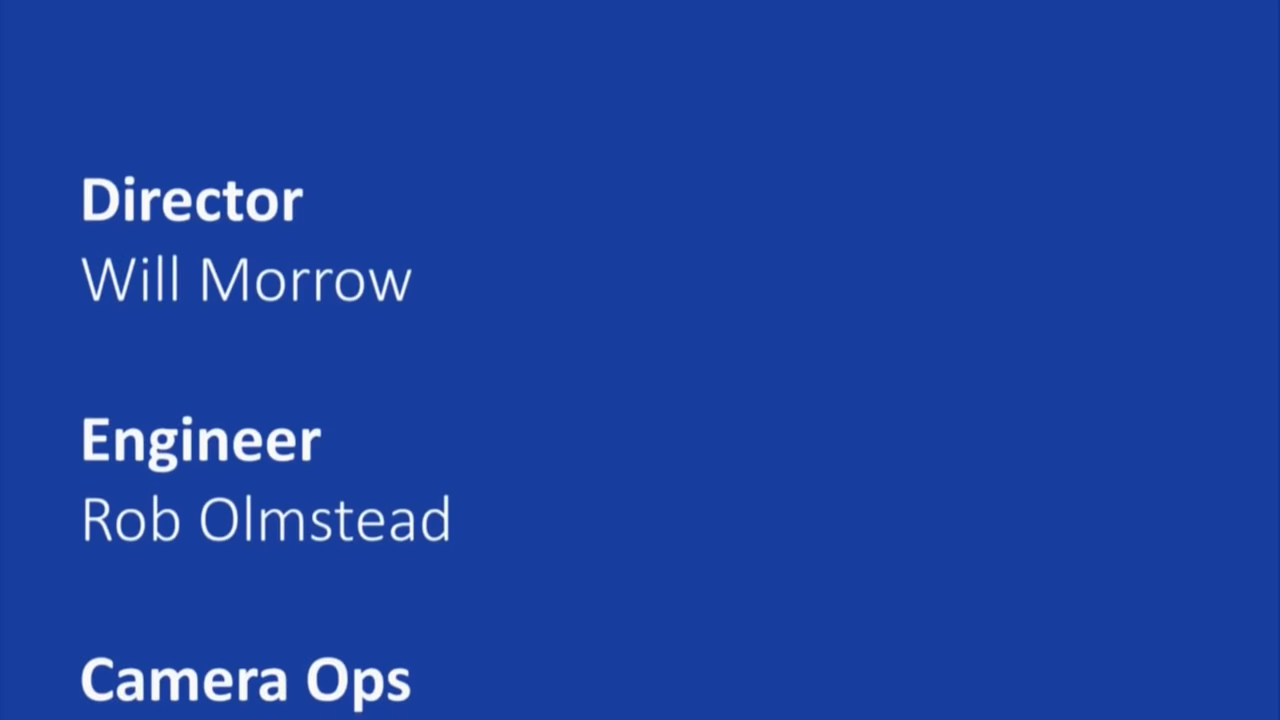 Director
Will Morrow
Engineer
Rob Olmstead
Camera Ops